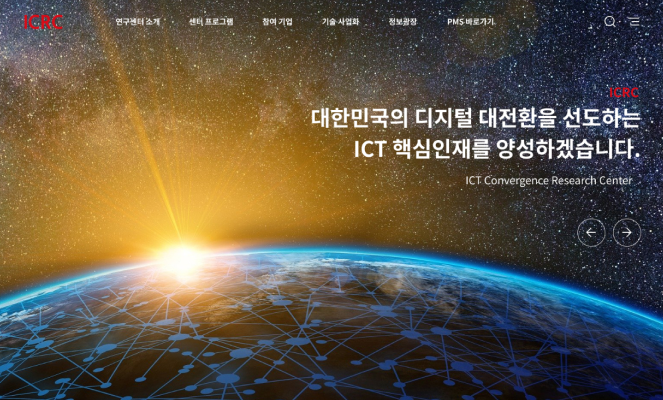 ICRC
연구센터 소개 센터 프로그램 참여 기업 기술 사업화 정보광장 PMS 바로가기
ICRC
대한민국의 디지털 대전환을 선도하는
ICT 핵심인재를 양성하겠습니다.
ICT Convergence Research Center